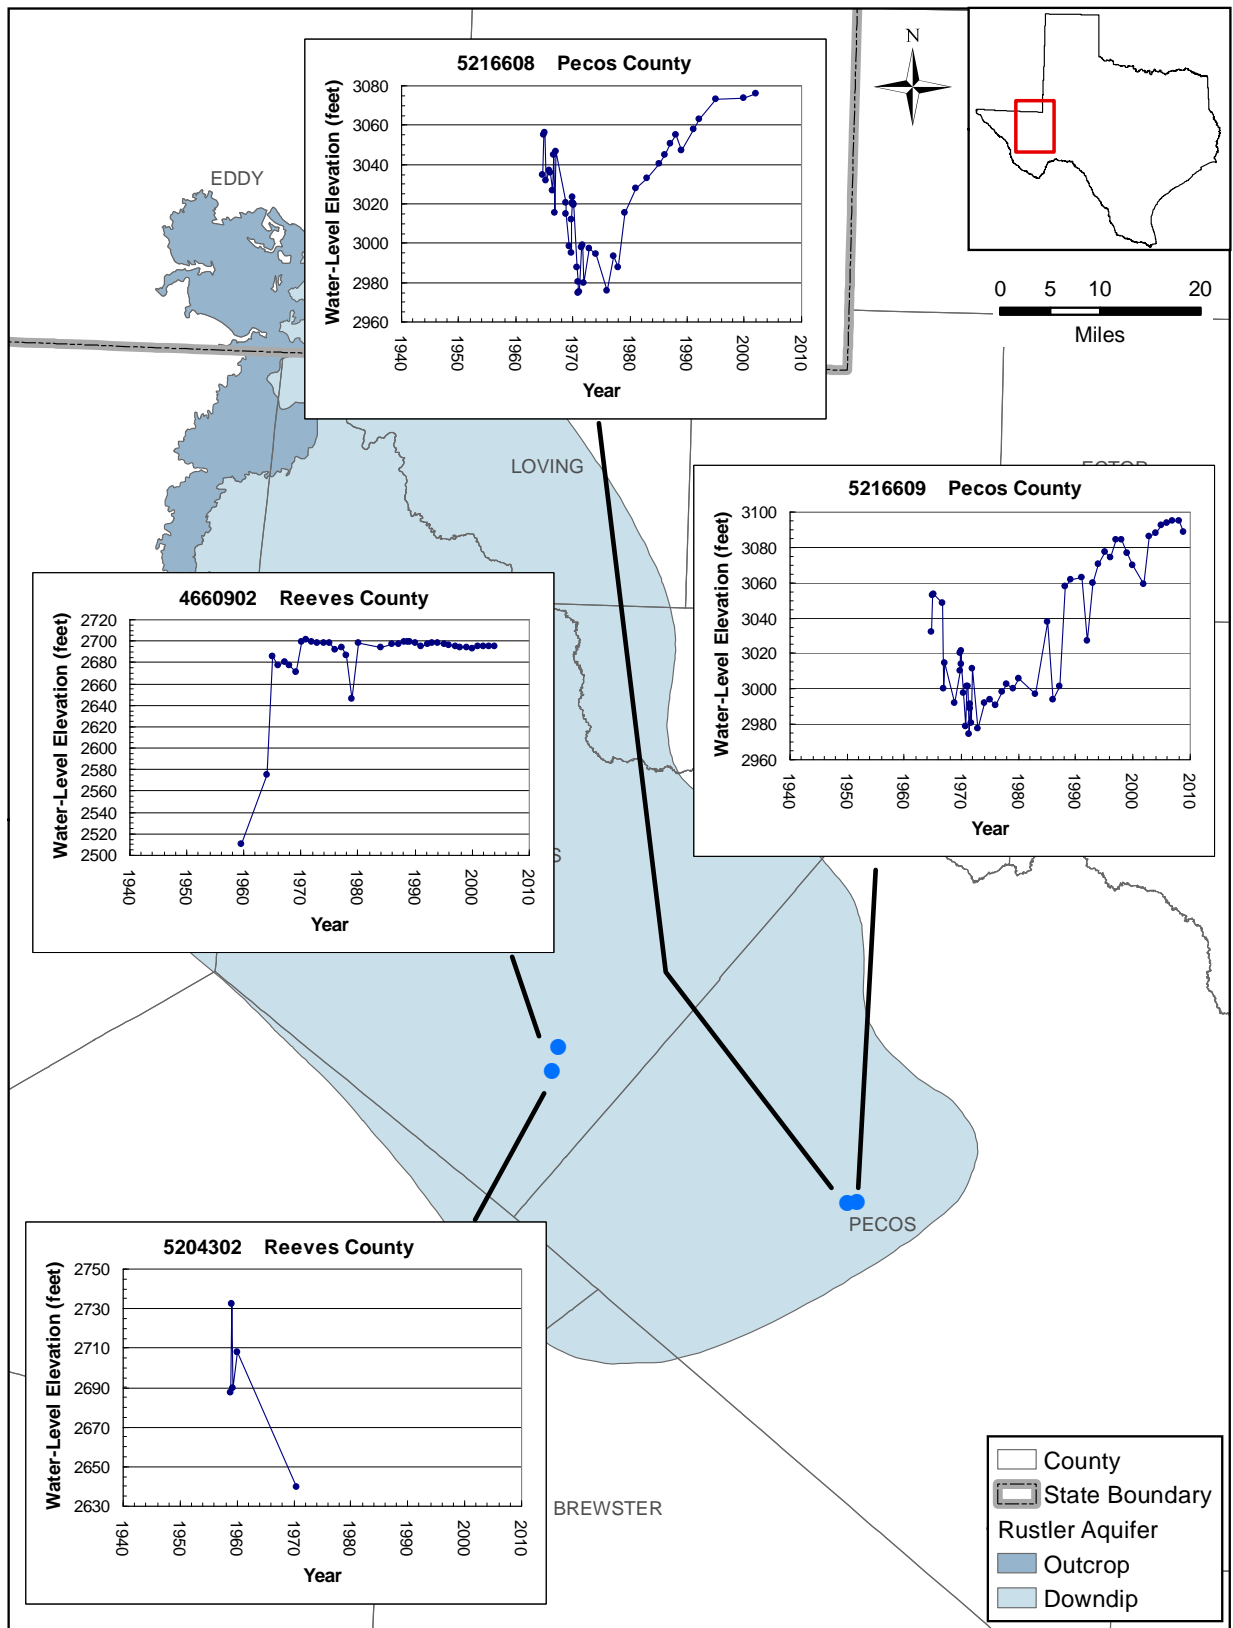 N
EDDY
5216608 Pecos County
Water-Level Elevation (feet)
3080
3060
3040
3020
3000
2980
2960
1940
1950
1960
1970
1980
1990
2000
2010
Year
0 5 10 20
Miles
LOVING
5216609 Pecos County
Water-Level Elevation (feet)
3100
3080
3060
3040
3020
3000
2980
2960
1940
1950
1960
1970
1980
1990
2000
2010
Year
4660902 Reeves County
Water-Level Elevation (feet)
2720
2700
2680
2660
2640
2620
2600
2580
2560
2540
2520
2500
1940
1950
1960
1970
1980
1990
2000
2010
Year
S
PECOS
5204302 Reeves County
Water-Level Elevation (feet)
2750
2730
2710
2690
2670
2650
2630
1940
1950
1960
1970
1980
1990
2000
2010
Year
BREWSTER
County
State Boundary
Rustler Aquifer
Outcrop
Downdip